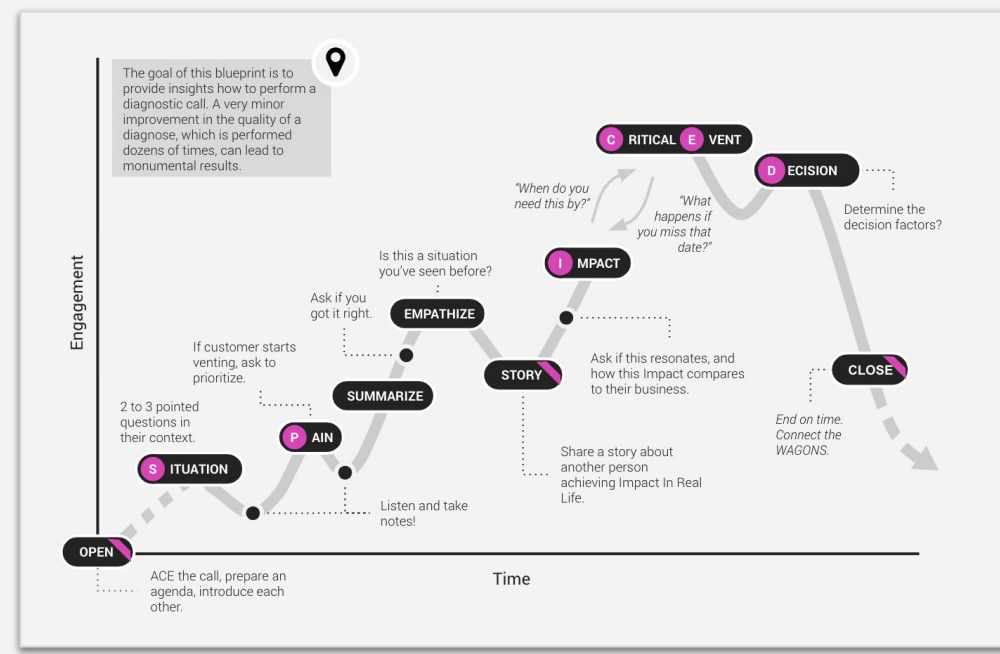 The goal of this blueprint is to
provide insights how to perform a
diagnostic call. A very minor
improvement in the quality of a
diagnose, which is performed
dozens of times, can lead to
monumental results.
CRITICAL EVENT
DECISION
"When do you
need this by?"
"What
happens if
you miss that
date?"
Determine the
decision factors?
IMPACT
Is this a situation
you've seen before?
Engagement
Ask if you
got it right.
EMPATHIZE
If customer starts
venting, ask to
prioritize.
STORY
Ask if this resonates, and
how this Impact compares
to their business.
CLOSE
SUMMARIZE
2 to 3 pointed
questions in
their context.
PAIN
End on time.
Connect the
WAGONS.
SITUATION
Share a story about
another person
achieving Impact In Real
Life.
Listen and take
notes!
OPEN
ACE the call, prepare an
agenda, introduce each
other.
Time